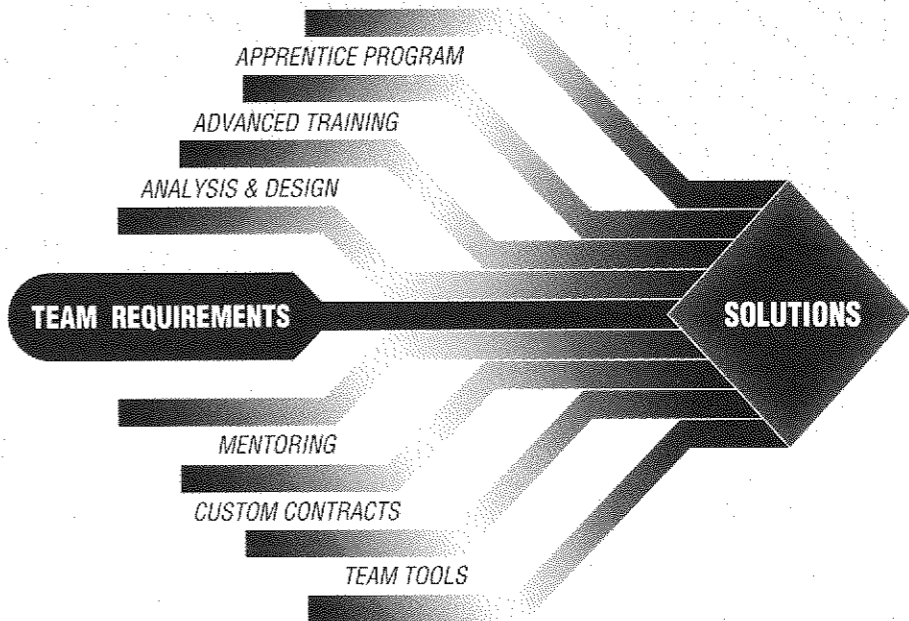 APPRENTICE PROGRAM
ADVANCED TRAINING
ANALYSIS & DESIGN
TEAM REQUIREMENTS
SOLUTIONS
MENTORING
CUSTOM CONTRACTS
TEAM TOOLS